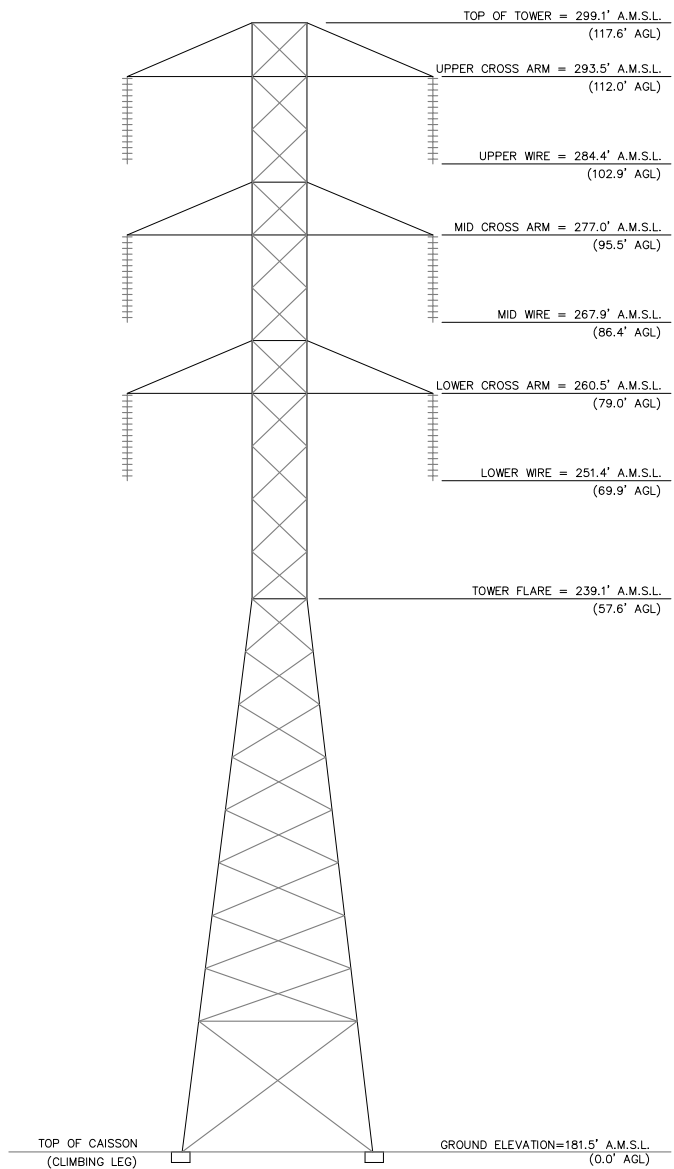 TOP OF TOWER = 299.1' A.M.S.L.
(117.6' AGL)
UPPER CROSS ARM = 293.5' A.M.S.L.
(112.0' AGL)
UPPER WIRE = 284.4' A.M.S.L.
(102.9' AGL)
MID CROSS ARM = 277.0' A.M.S.L.
(95.5' AGL)
MID WIRE = 267.9' A.M.S.L.
(86.4' AGL)
LOWER CROSS ARM = 260.5' A.M.S.L.
(79.0' AGL)
LOWER WIRE = 251.4' A.M.S.L.
(69.9' AGL)
TOWER FLARE = 239.1' A.M.S.L.
(57.6' AGL)
TOP OF CAISSON
(CLIMBING LEG)
GROUND ELEVATION=181.5' A.M.S.L.
(0.0' AGL)